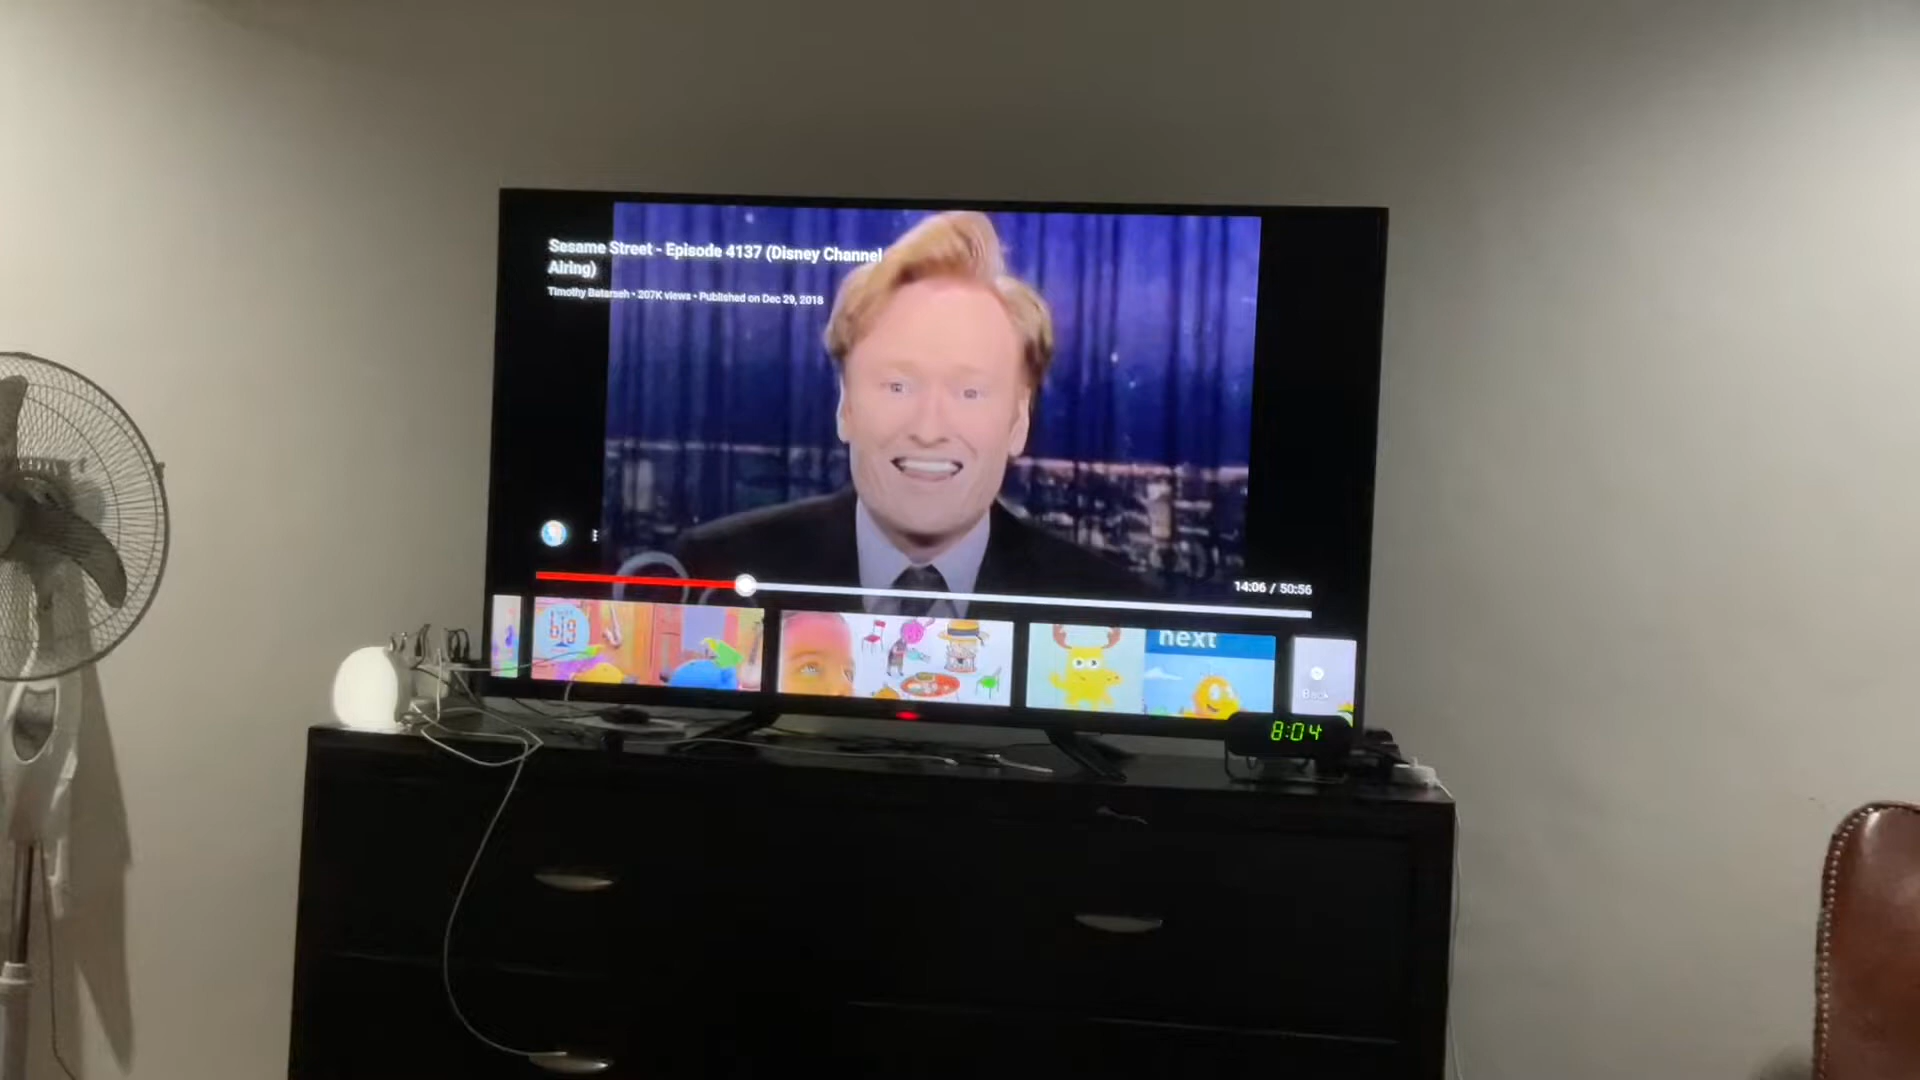 Sesame Street - Episode 4137 (Disney Channel
Airing)
Timothy Batarseh • 207K views • Published on Dec 29, 2018
14:06 / 50:56
big
next
Back
8:04